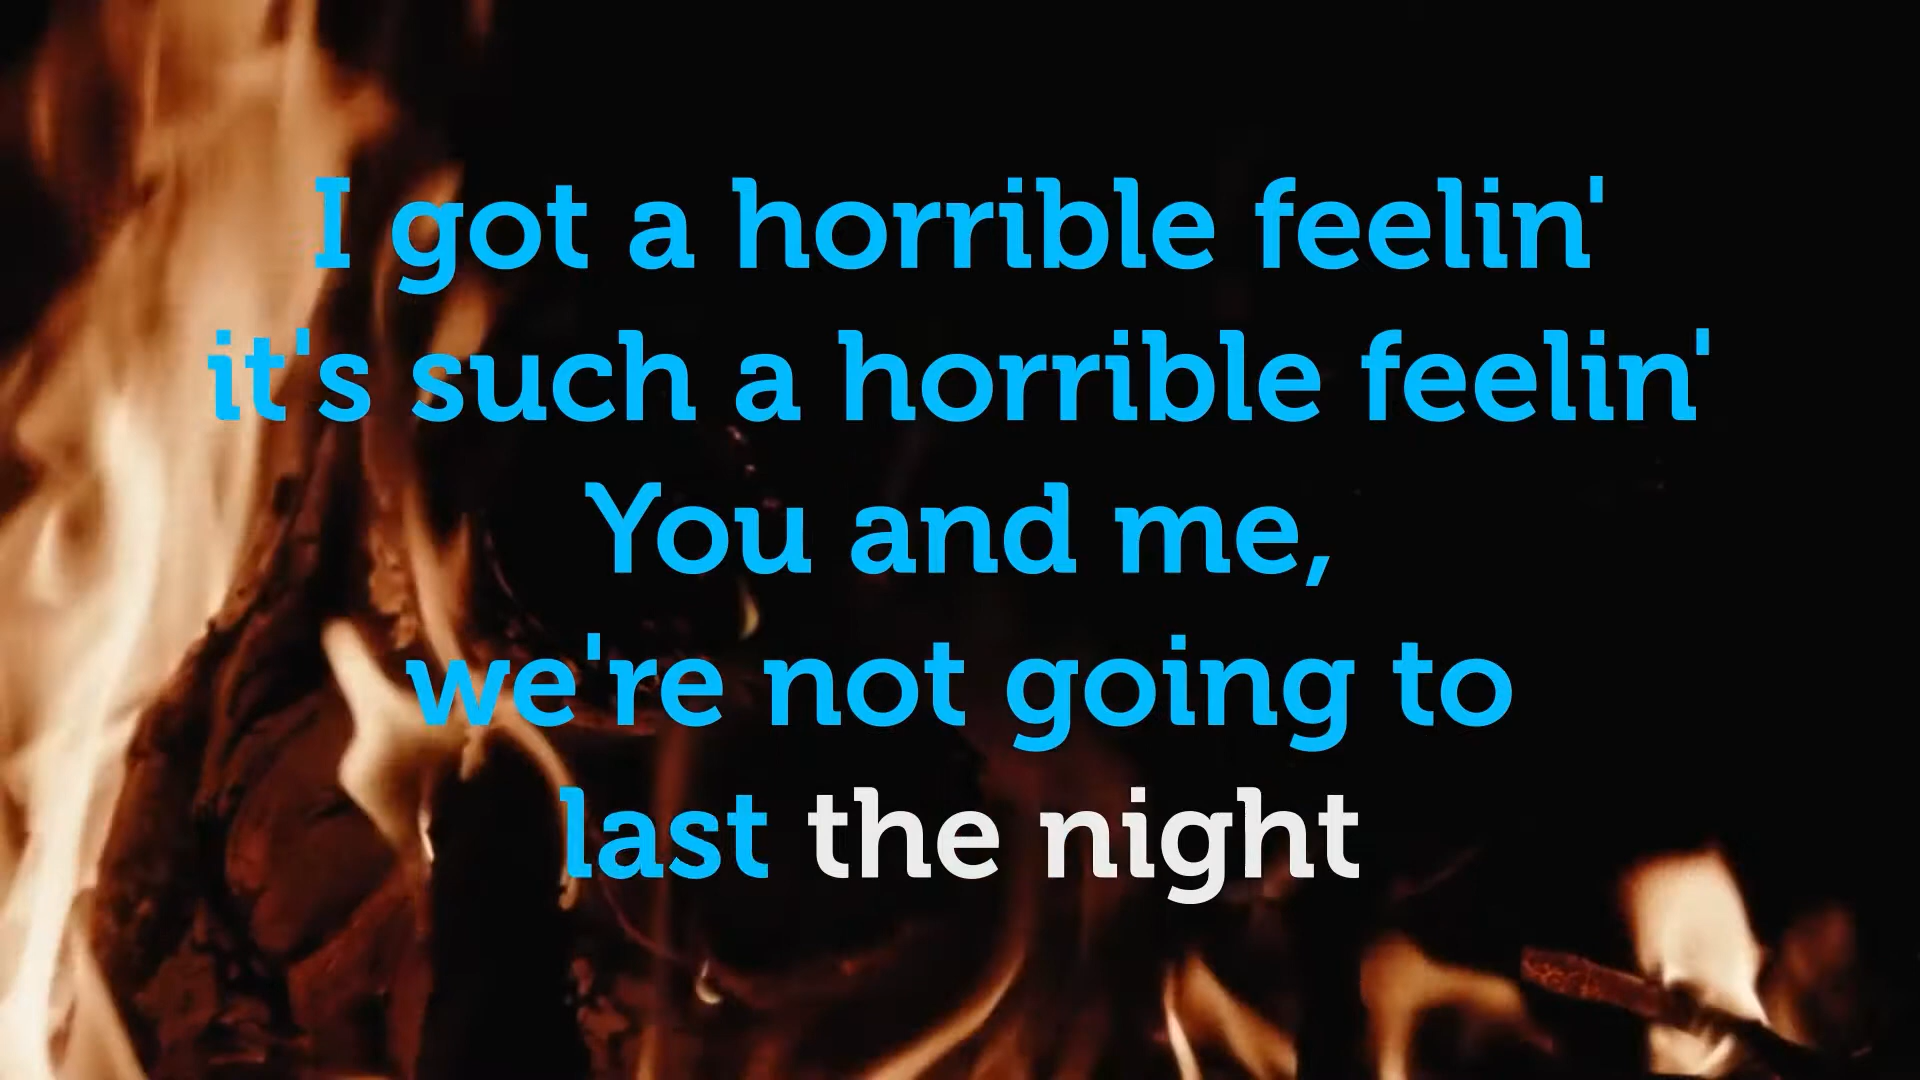 I got a horrible feelin'
it's such a horrible feelin'
You and me,
we're not going to
last the night